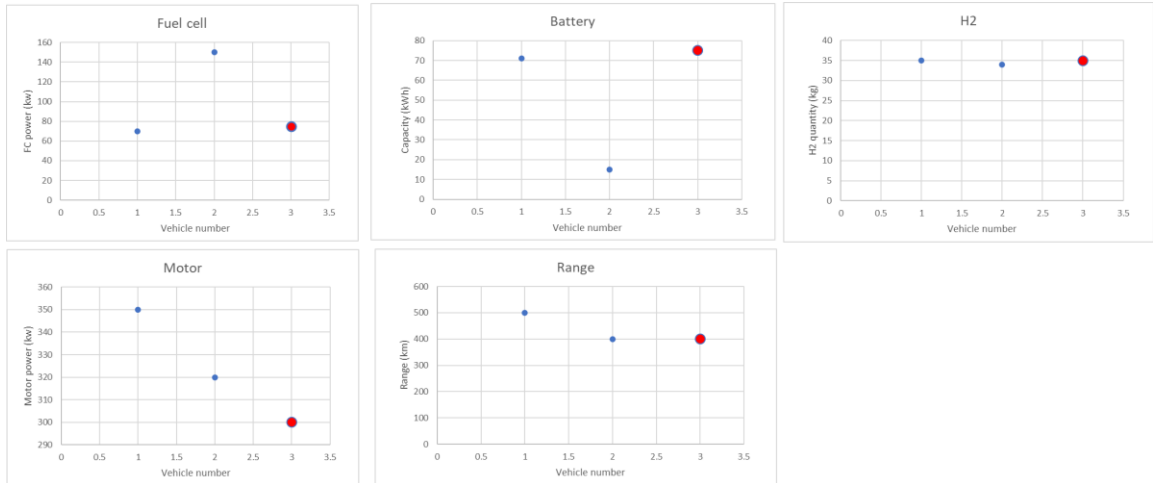 Fuel cell
FC power (kw)
160
140
120
100
80
60
40
20
0
0 0.5 1 1.5 2 2.5 3 3.5
Vehicle number
Battery
Capacity (kWh)
80
70
60
50
40
30
20
10
0
0 0.5 1 1.5 2 2.5 3 3.5
Vehicle number
H2
H2 quantity (kg)
40
35
30
25
20
15
10
5
0
0 0.5 1 1.5 2 2.5 3 3.5
Vehicle number
Motor
Motor power (kw)
360
350
340
330
320
310
300
290
0 0.5 1 1.5 2 2.5 3 3.5
Vehicle number
Range
Range (km)
600
500
400
300
200
100
0
0 0.5 1 1.5 2 2.5 3 3.5
Vehicle number